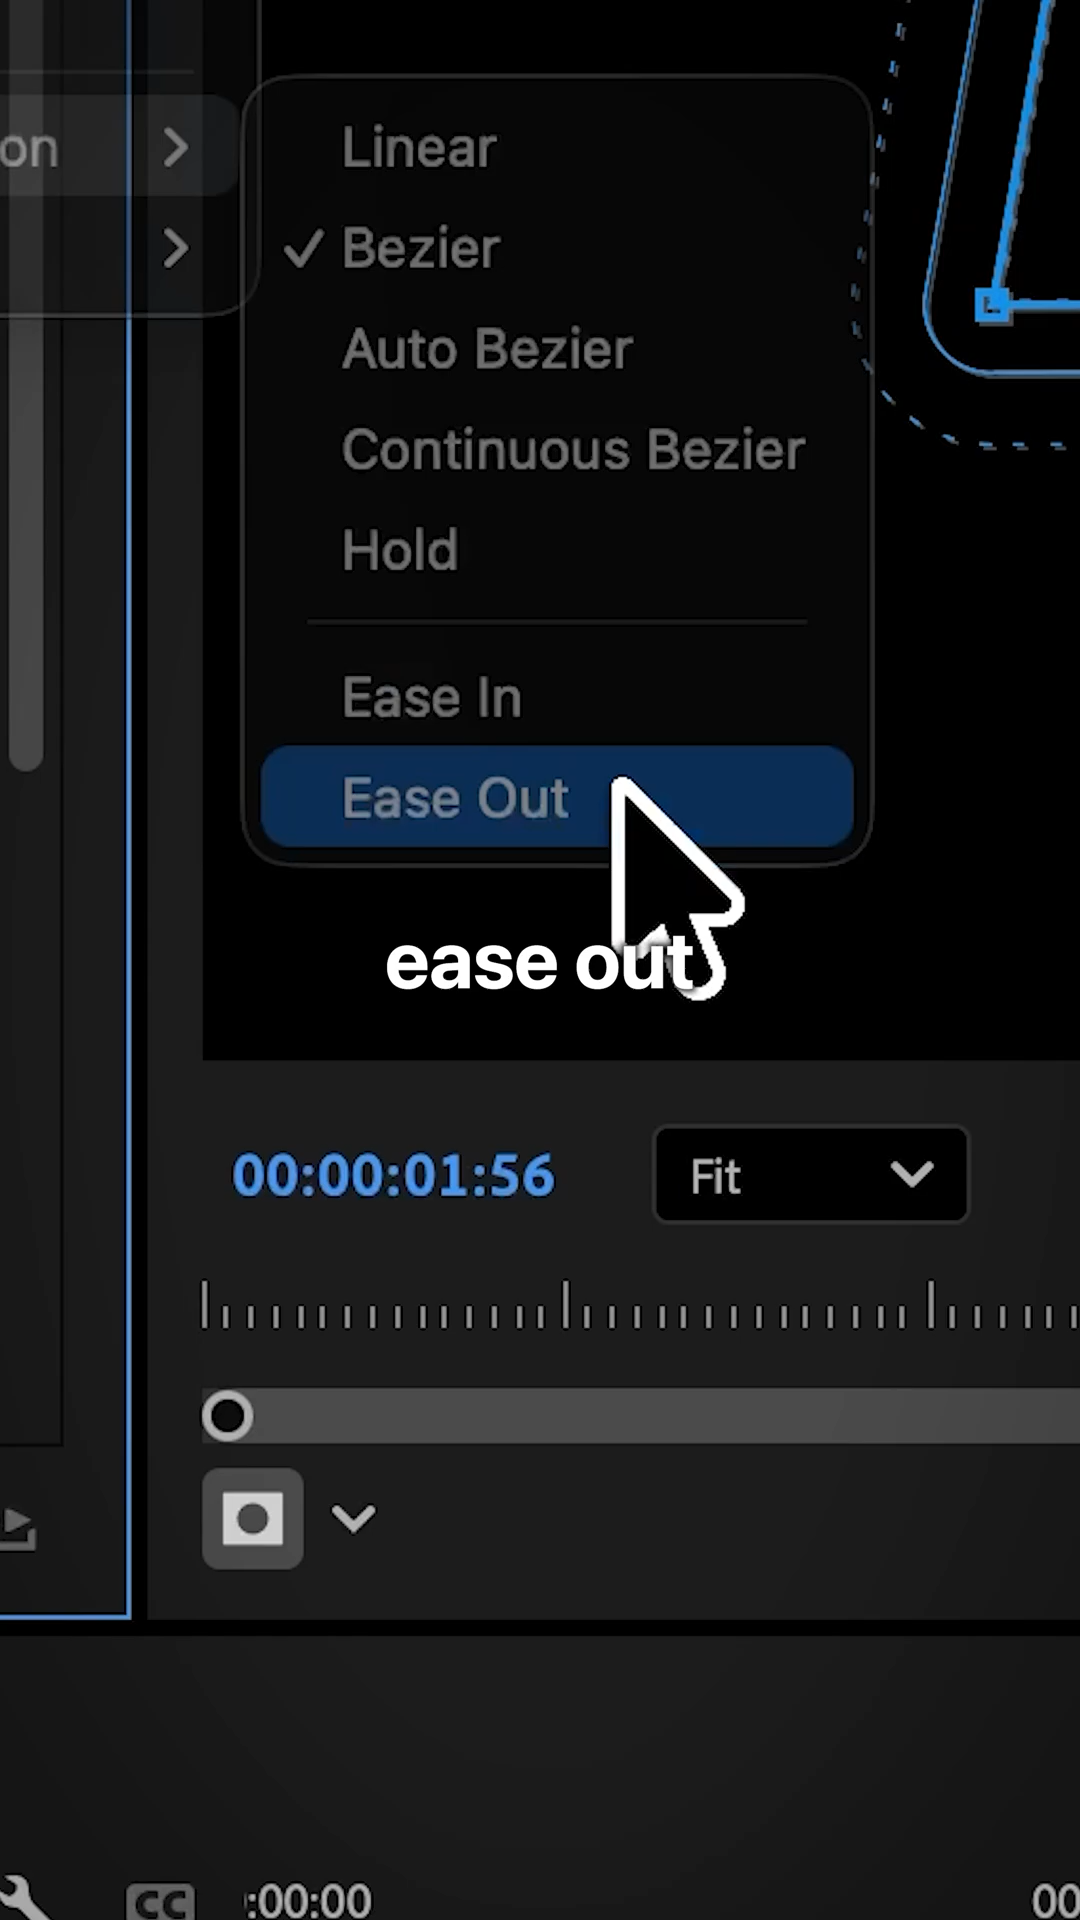 on
Linear
Bezier
Auto Bezier
Continuous Bezier
Hold
Ease In
Ease Out
ease out
00:00:01:56
Fit
CC
:00:00
00